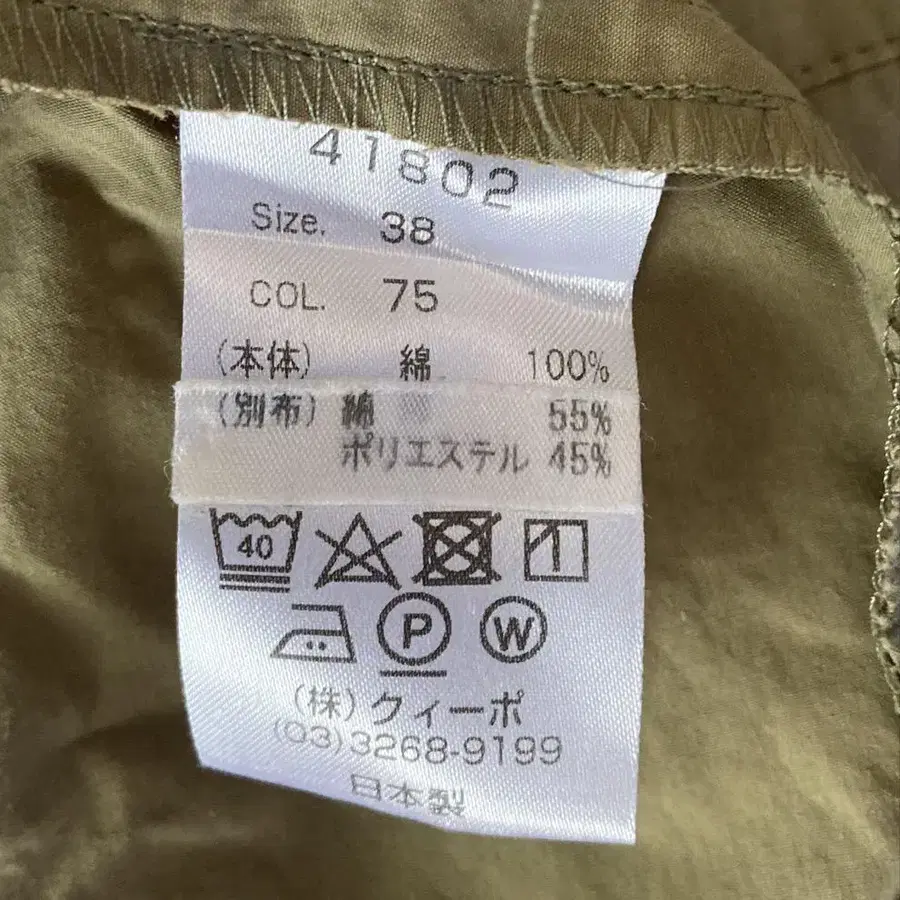 41802
Size. 38
COL. 75
(本体) 綿 100%
(別布) 綿 55%
ポリエステル 45%
40
P W
(株) クィーポ
(03)3268-9199
日本製